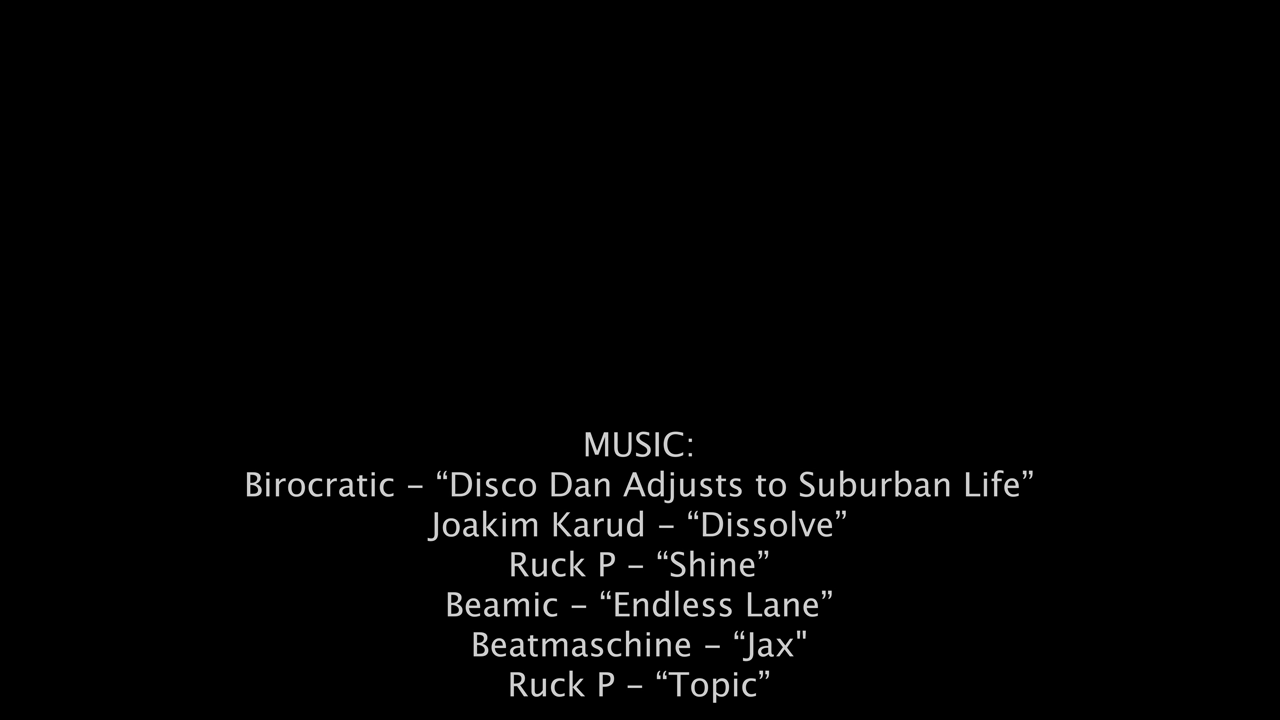 MUSIC:
Birocratic – “Disco Dan Adjusts to Suburban Life”
Joakim Karud – “Dissolve”
Ruck P – “Shine”
Beamic – “Endless Lane”
Beatmaschine – “Jax"
Ruck P – “Topic”